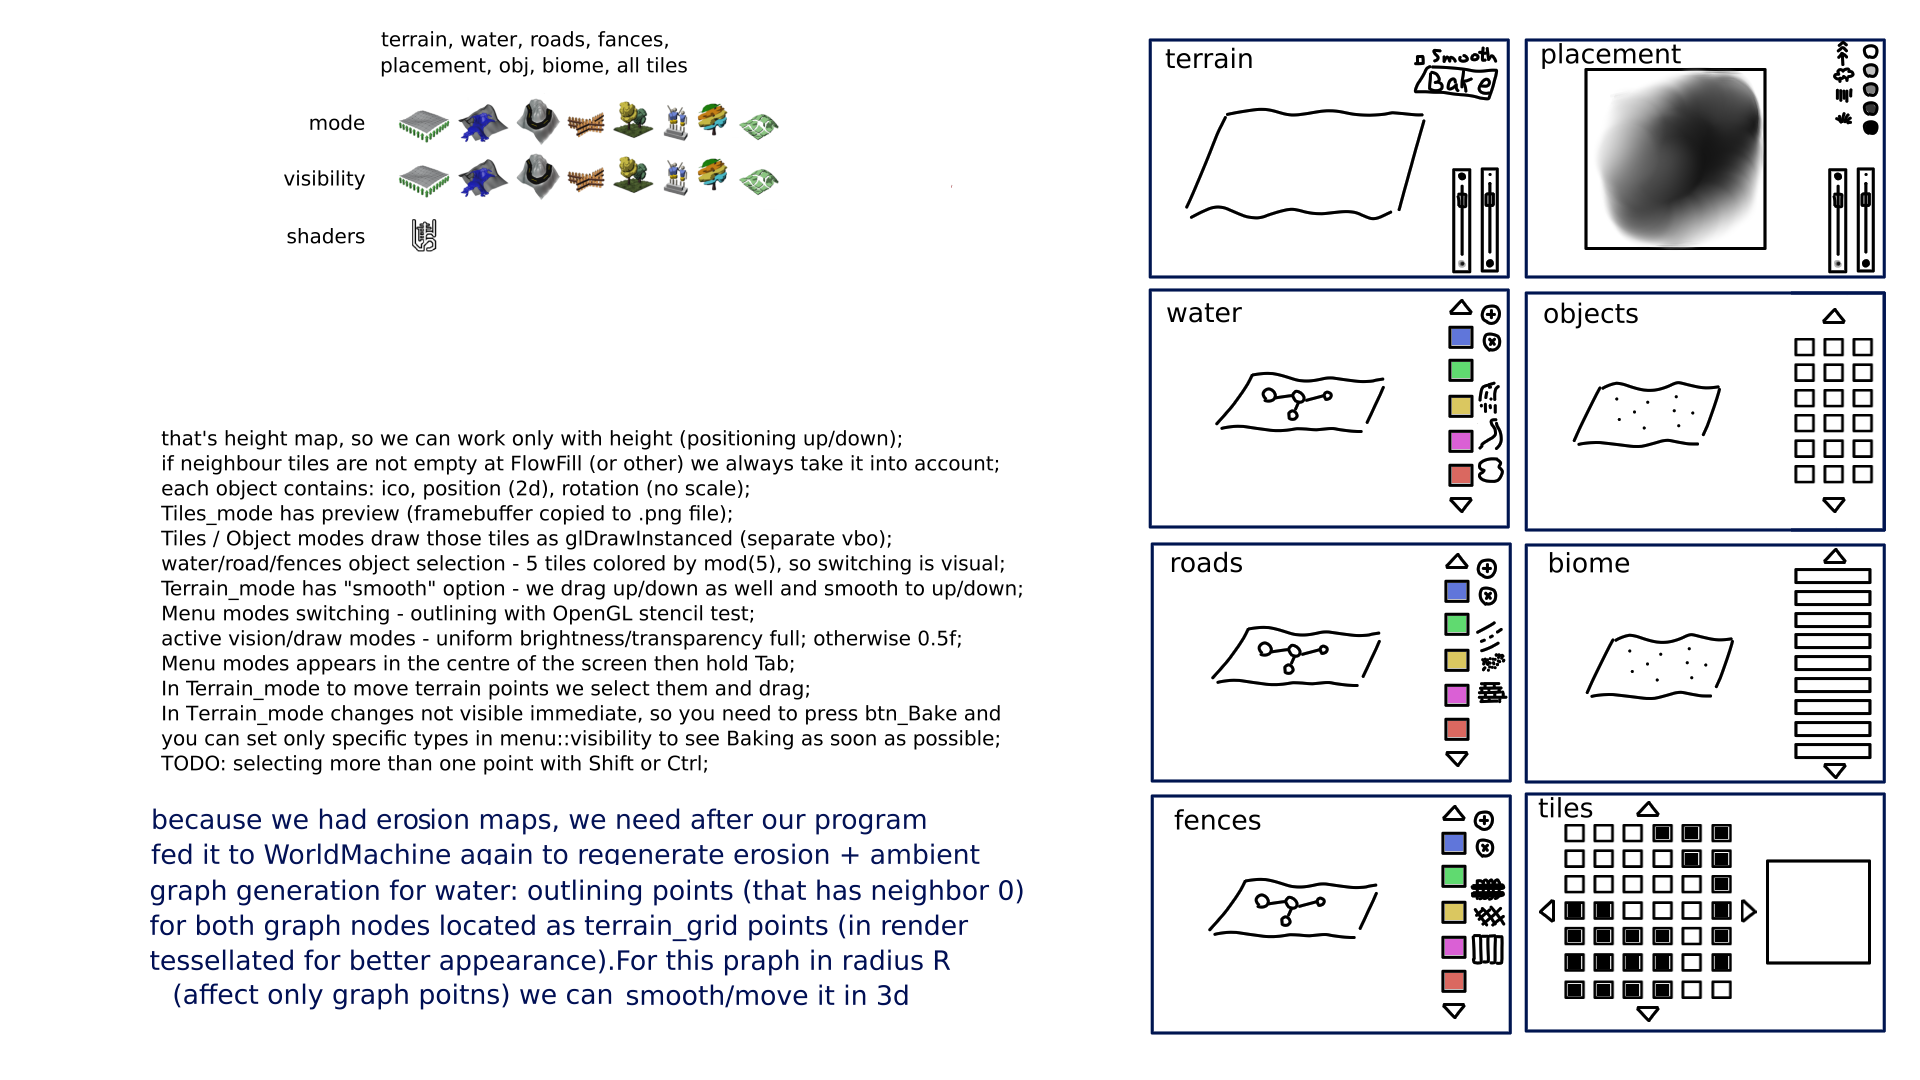 terrain, water, roads, fances,
placement, obj, biome, all tiles
mode
visibility
shaders
that's height map, so we can work only with height (positioning up/down);
if neighbour tiles are not empty at FlowFill (or other) we always take it into account;
each object contains: ico, position (2d), rotation (no scale);
Tiles_mode has preview (framebuffer copied to .png file);
Tiles / Object modes draw those tiles as glDrawInstanced (separate vbo);
water/road/fences object selection - 5 tiles colored by mod(5), so switching is visual;
Terrain_mode has "smooth" option - we drag up/down as well and smooth to up/down;
Menu modes switching - outlining with OpenGL stencil test;
active vision/draw modes - uniform brightness/transparency full; otherwise 0.5f;
Menu modes appears in the centre of the screen then hold Tab;
In Terrain_mode to move terrain points we select them and drag;
In Terrain_mode changes not visible immediate, so you need to press btn_Bake and
you can set only specific types in menu::visibility to see Baking as soon as possible;
TODO: selecting more than one point with Shift or Ctrl;
because we had erosion maps, we need after our program
fed it to WorldMachine again to regenerate erosion + ambient
graph generation for water: outlining points (that has neighbor 0)
for both graph nodes located as terrain_grid points (in render
tessellated for better appearance).For this praph in radius R
(affect only graph poitns) we can smooth/move it in 3d
terrain
Smooth
Bake
placement
water
objects
roads
biome
fences
tiles